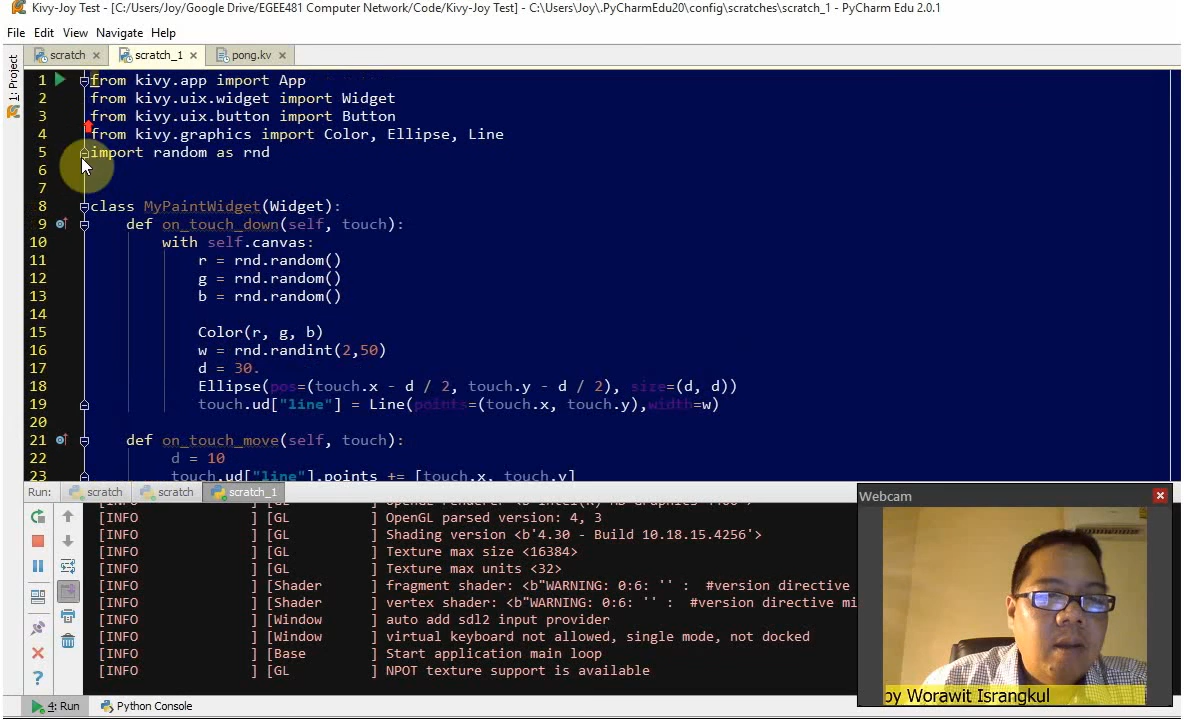 Kivy-Joy Test - [C:/Users/Joy/Google Drive/EGEE481 Computer Network/Code/Kivy-Joy Test] - C:\Users\Joy\.PyCharmEdu20\config\scratches\scratch_1 - PyCharm Edu 2.0.1
File Edit View Navigate Help
scratch scratch_1 pong.kv
1: Project
1 from kivy.app import App
2 from kivy.uix.widget import Widget
3 from kivy.uix.button import Button
4 from kivy.graphics import Color, Ellipse, Line
5 import random as rnd
6
7
8 class MyPaintWidget(Widget):
9 def on_touch_down(self, touch):
10 with self.canvas:
11 r = rnd.random()
12 g = rnd.random()
13 b = rnd.random()
14
15 Color(r, g, b)
16 w = rnd.randint(2,50)
17 d = 30.
18 Ellipse(pos=(touch.x - d / 2, touch.y - d / 2), size=(d, d))
19 touch.ud["line"] = Line(points=(touch.x, touch.y),width=w)
20
21 def on_touch_move(self, touch):
22 d = 10
23 touch.ud["line"].points += [touch.x, touch.y]
Run: scratch scratch scratch_1
[INFO ] [GL ] OpenGL parsed version: 4, 3
[INFO ] [GL ] Shading version <b'4.30 - Build 10.18.15.4256'>
[INFO ] [GL ] Texture max size <16384>
[INFO ] [GL ] Texture max units <32>
[INFO ] [Shader ] fragment shader: <b"WARNING: 0:6: '' : #version directive
[INFO ] [Shader ] vertex shader: <b"WARNING: 0:6: '' : #version directive mi
[INFO ] [Window ] auto add sdl2 input provider
[INFO ] [Window ] virtual keyboard not allowed, single mode, not docked
[INFO ] [Base ] Start application main loop
[INFO ] [GL ] NPOT texture support is available
Webcam
by Worawit Israngkul
4: Run Python Console